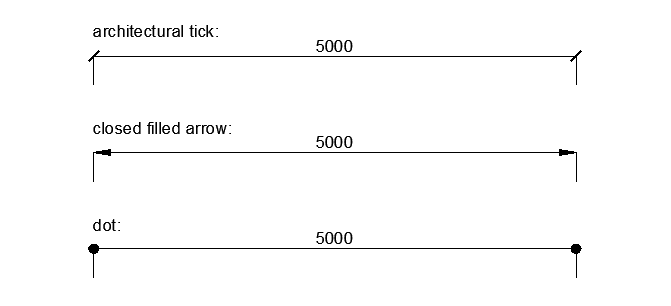 architectural tick:
5000
closed filled arrow:
5000
dot:
5000